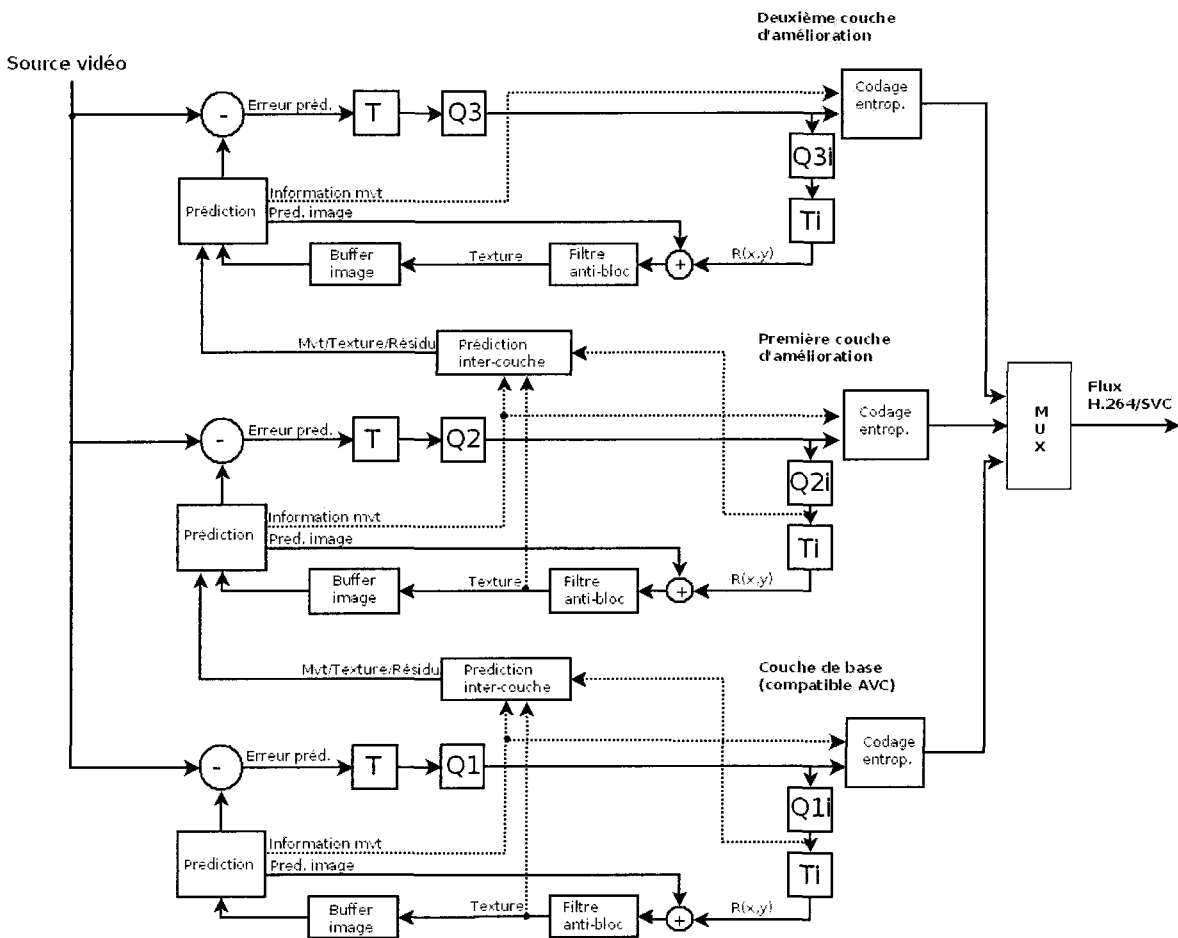 Deuxième couche
d'amélioration
Source vidéo
Erreur préd.
T
Q3
Codage
entrop.
-
Q3i
Information mvt
Pred. image
Prédiction
Ti
Buffer
image
Texture
Filtre
anti-bloc
+
R(x,y)
Mvt/Texture/Résidu
Prédiction
inter-couche
Première couche
d'amélioration
Erreur pred.
T
Q2
Codage
entrop.
-
Q2i
MUX
Flux
H.264/SVC
Information mvt
Pred. image
Prédiction
Ti
Buffer
image
Texture
Filtre
anti-bloc
+
R(x,y)
Mvt/Texture/Résidu
Prediction
inter-couche
Couche de base
(compatible AVC)
Erreur préd.
T
Q1
Codage
entrop.
-
Q1i
Information mvt
Pred. image
Prédiction
Ti
Buffer
image
Texture
Filtre
anti-bloc
+
R(x,y)